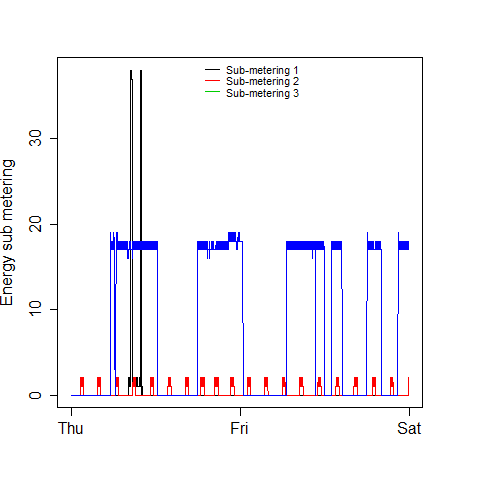 Sub-metering 1
Sub-metering 2
Sub-metering 3
Energy sub metering
30
20
10
0
Thu Fri Sat